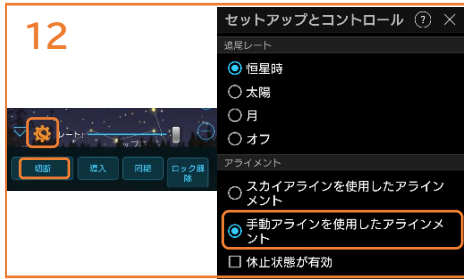 12
セットアップとコントロール ? ×
追尾レート
恒星時
太陽
月
オフ
アライメント
スカイアラインを使用したアライン
メント
手動アラインを使用したアラインメ
ント
休止状態が有効
レート:
切断 導入 同期 ロック解
除